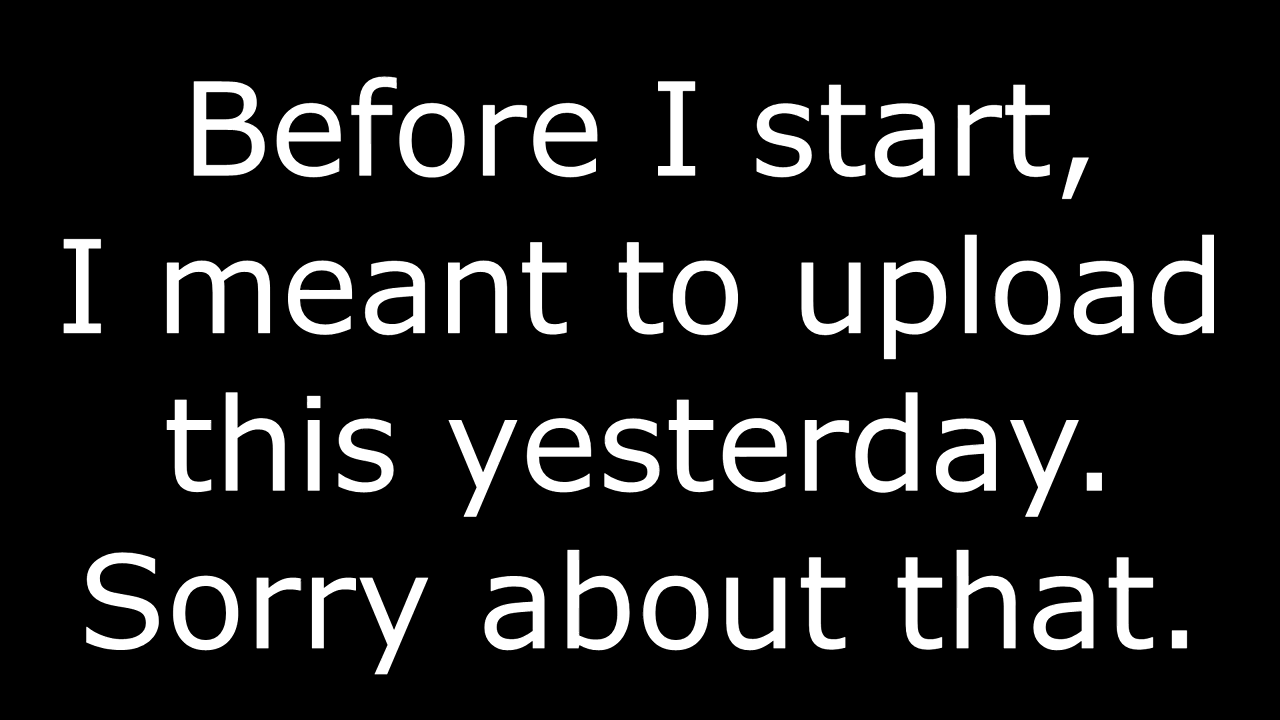 Before I start,
I meant to upload
this yesterday.
Sorry about that.